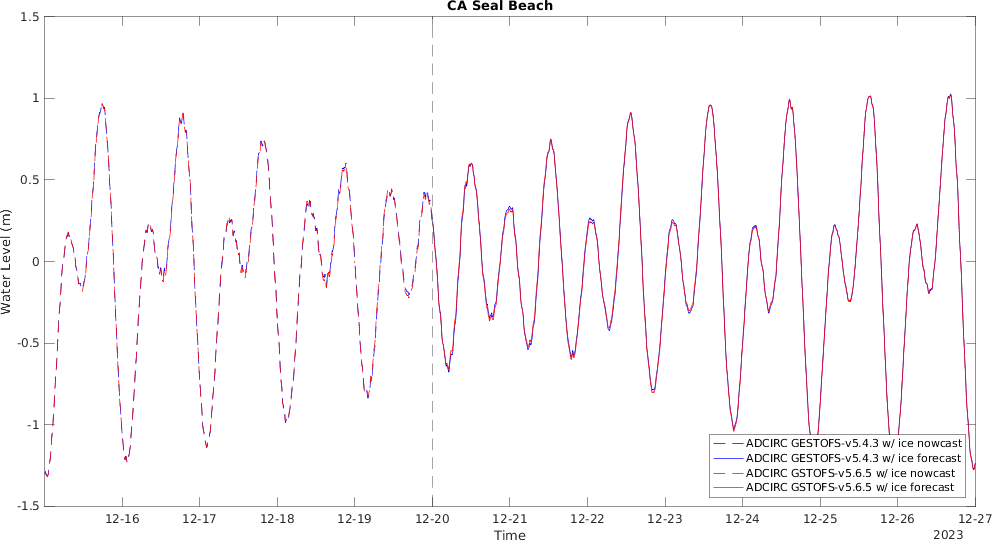 CA Seal Beach
1.5
1
0.5
0
-0.5
-1
-1.5
Water Level (m)
12-16 12-17 12-18 12-19 12-20 12-21 12-22 12-23 12-24 12-25 12-26 12-27
Time
2023
ADCIRC GESTOFS-v5.4.3 w/ ice nowcast
ADCIRC GESTOFS-v5.4.3 w/ ice forecast
ADCIRC GSTOFS-v5.6.5 w/ ice nowcast
ADCIRC GSTOFS-v5.6.5 w/ ice forecast